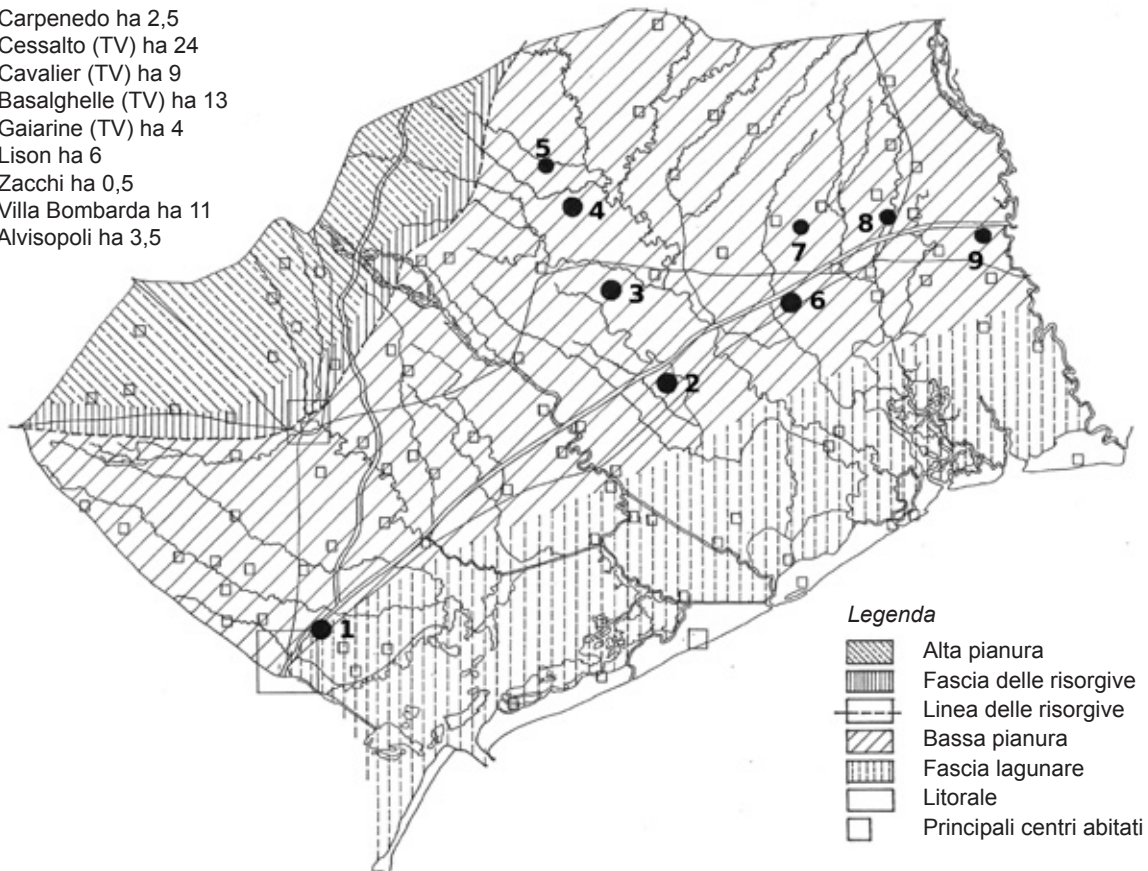 Carpenedo ha 2,5
Cessalto (TV) ha 24
Cavalier (TV) ha 9
Basalghelle (TV) ha 13
Gaiarine (TV) ha 4
Lison ha 6
Zacchi ha 0,5
Villa Bombarda ha 11
Alvisopoli ha 3,5
5
4
8
7
9
3
6
2
1
Legenda
Alta pianura
Fascia delle risorgive
Linea delle risorgive
Bassa pianura
Fascia lagunare
Litorale
Principali centri abitati